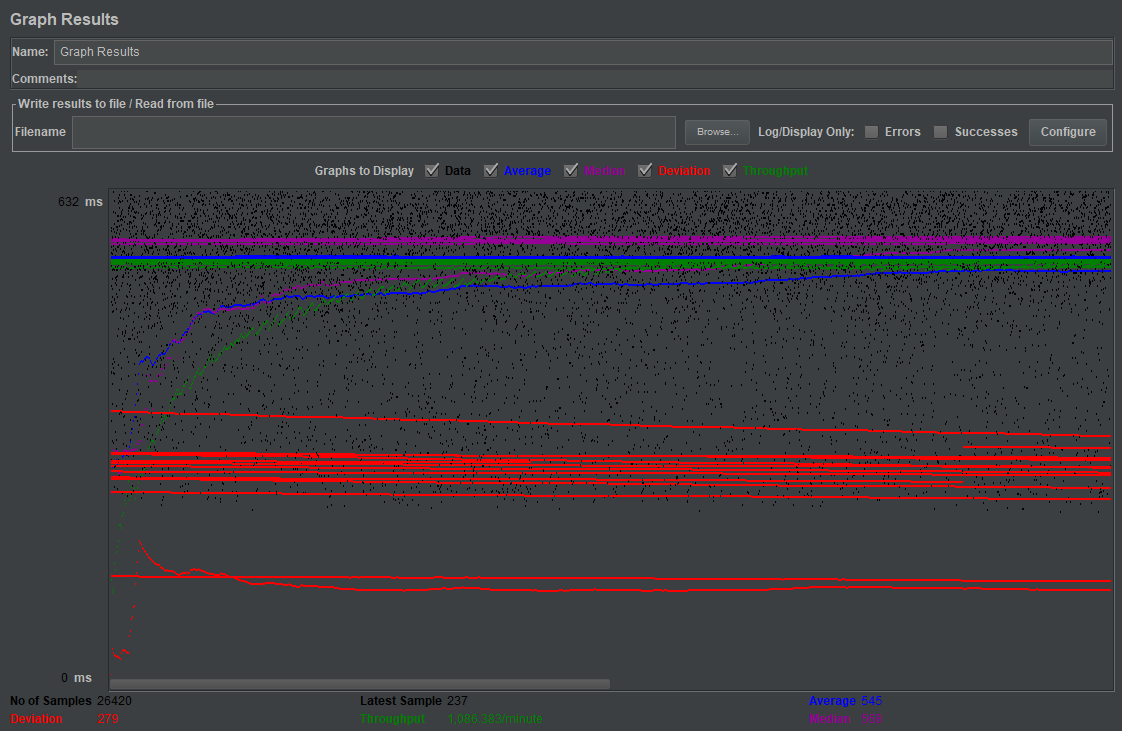 Graph Results
Name: Graph Results
Comments:
Write results to file / Read from file
Filename Browse... Log/Display Only: Errors Successes Configure
Graphs to Display Data Average Median Deviation Throughput
632 ms
0 ms
No of Samples 26420 Latest Sample 237 Average 545
Deviation 279 Throughput 1,086.383/minute Median